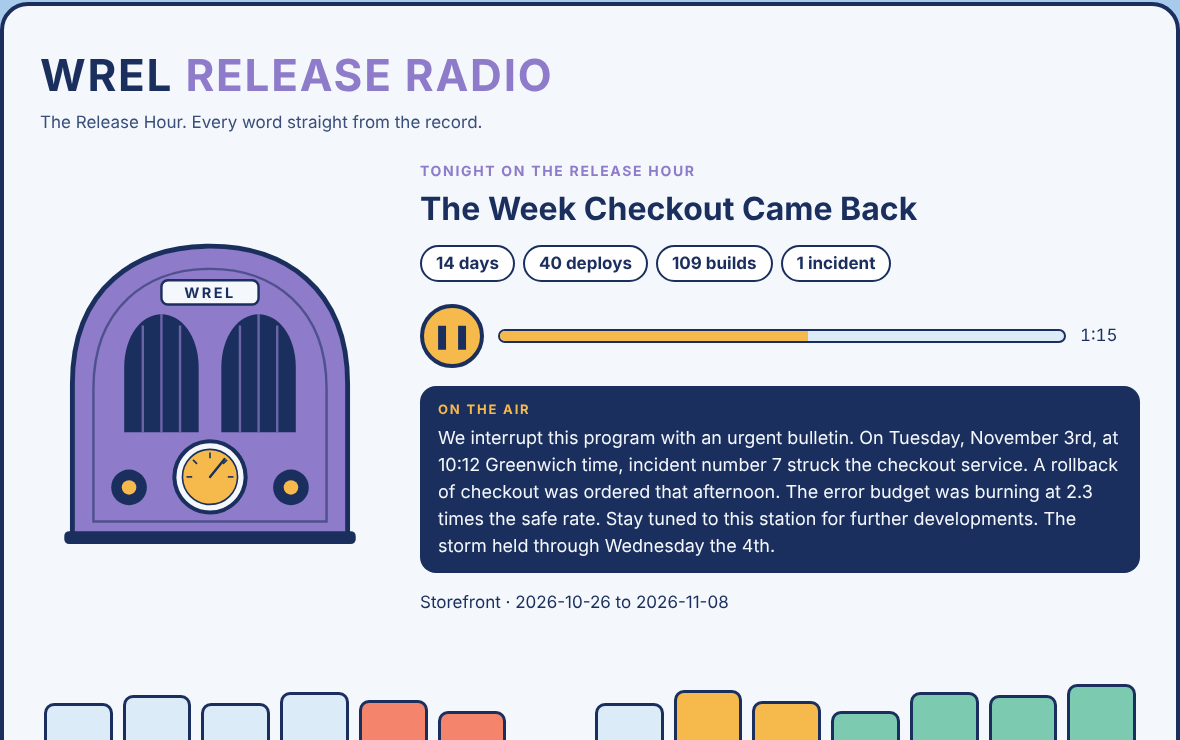 WREL RELEASE RADIO
The Release Hour. Every word straight from the record.
TONIGHT ON THE RELEASE HOUR
The Week Checkout Came Back
14 days
40 deploys
109 builds
1 incident
WREL
1:15
ON THE AIR
We interrupt this program with an urgent bulletin. On Tuesday, November 3rd, at
10:12 Greenwich time, incident number 7 struck the checkout service. A rollback
of checkout was ordered that afternoon. The error budget was burning at 2.3
times the safe rate. Stay tuned to this station for further developments. The
storm held through Wednesday the 4th.
Storefront · 2026-10-26 to 2026-11-08